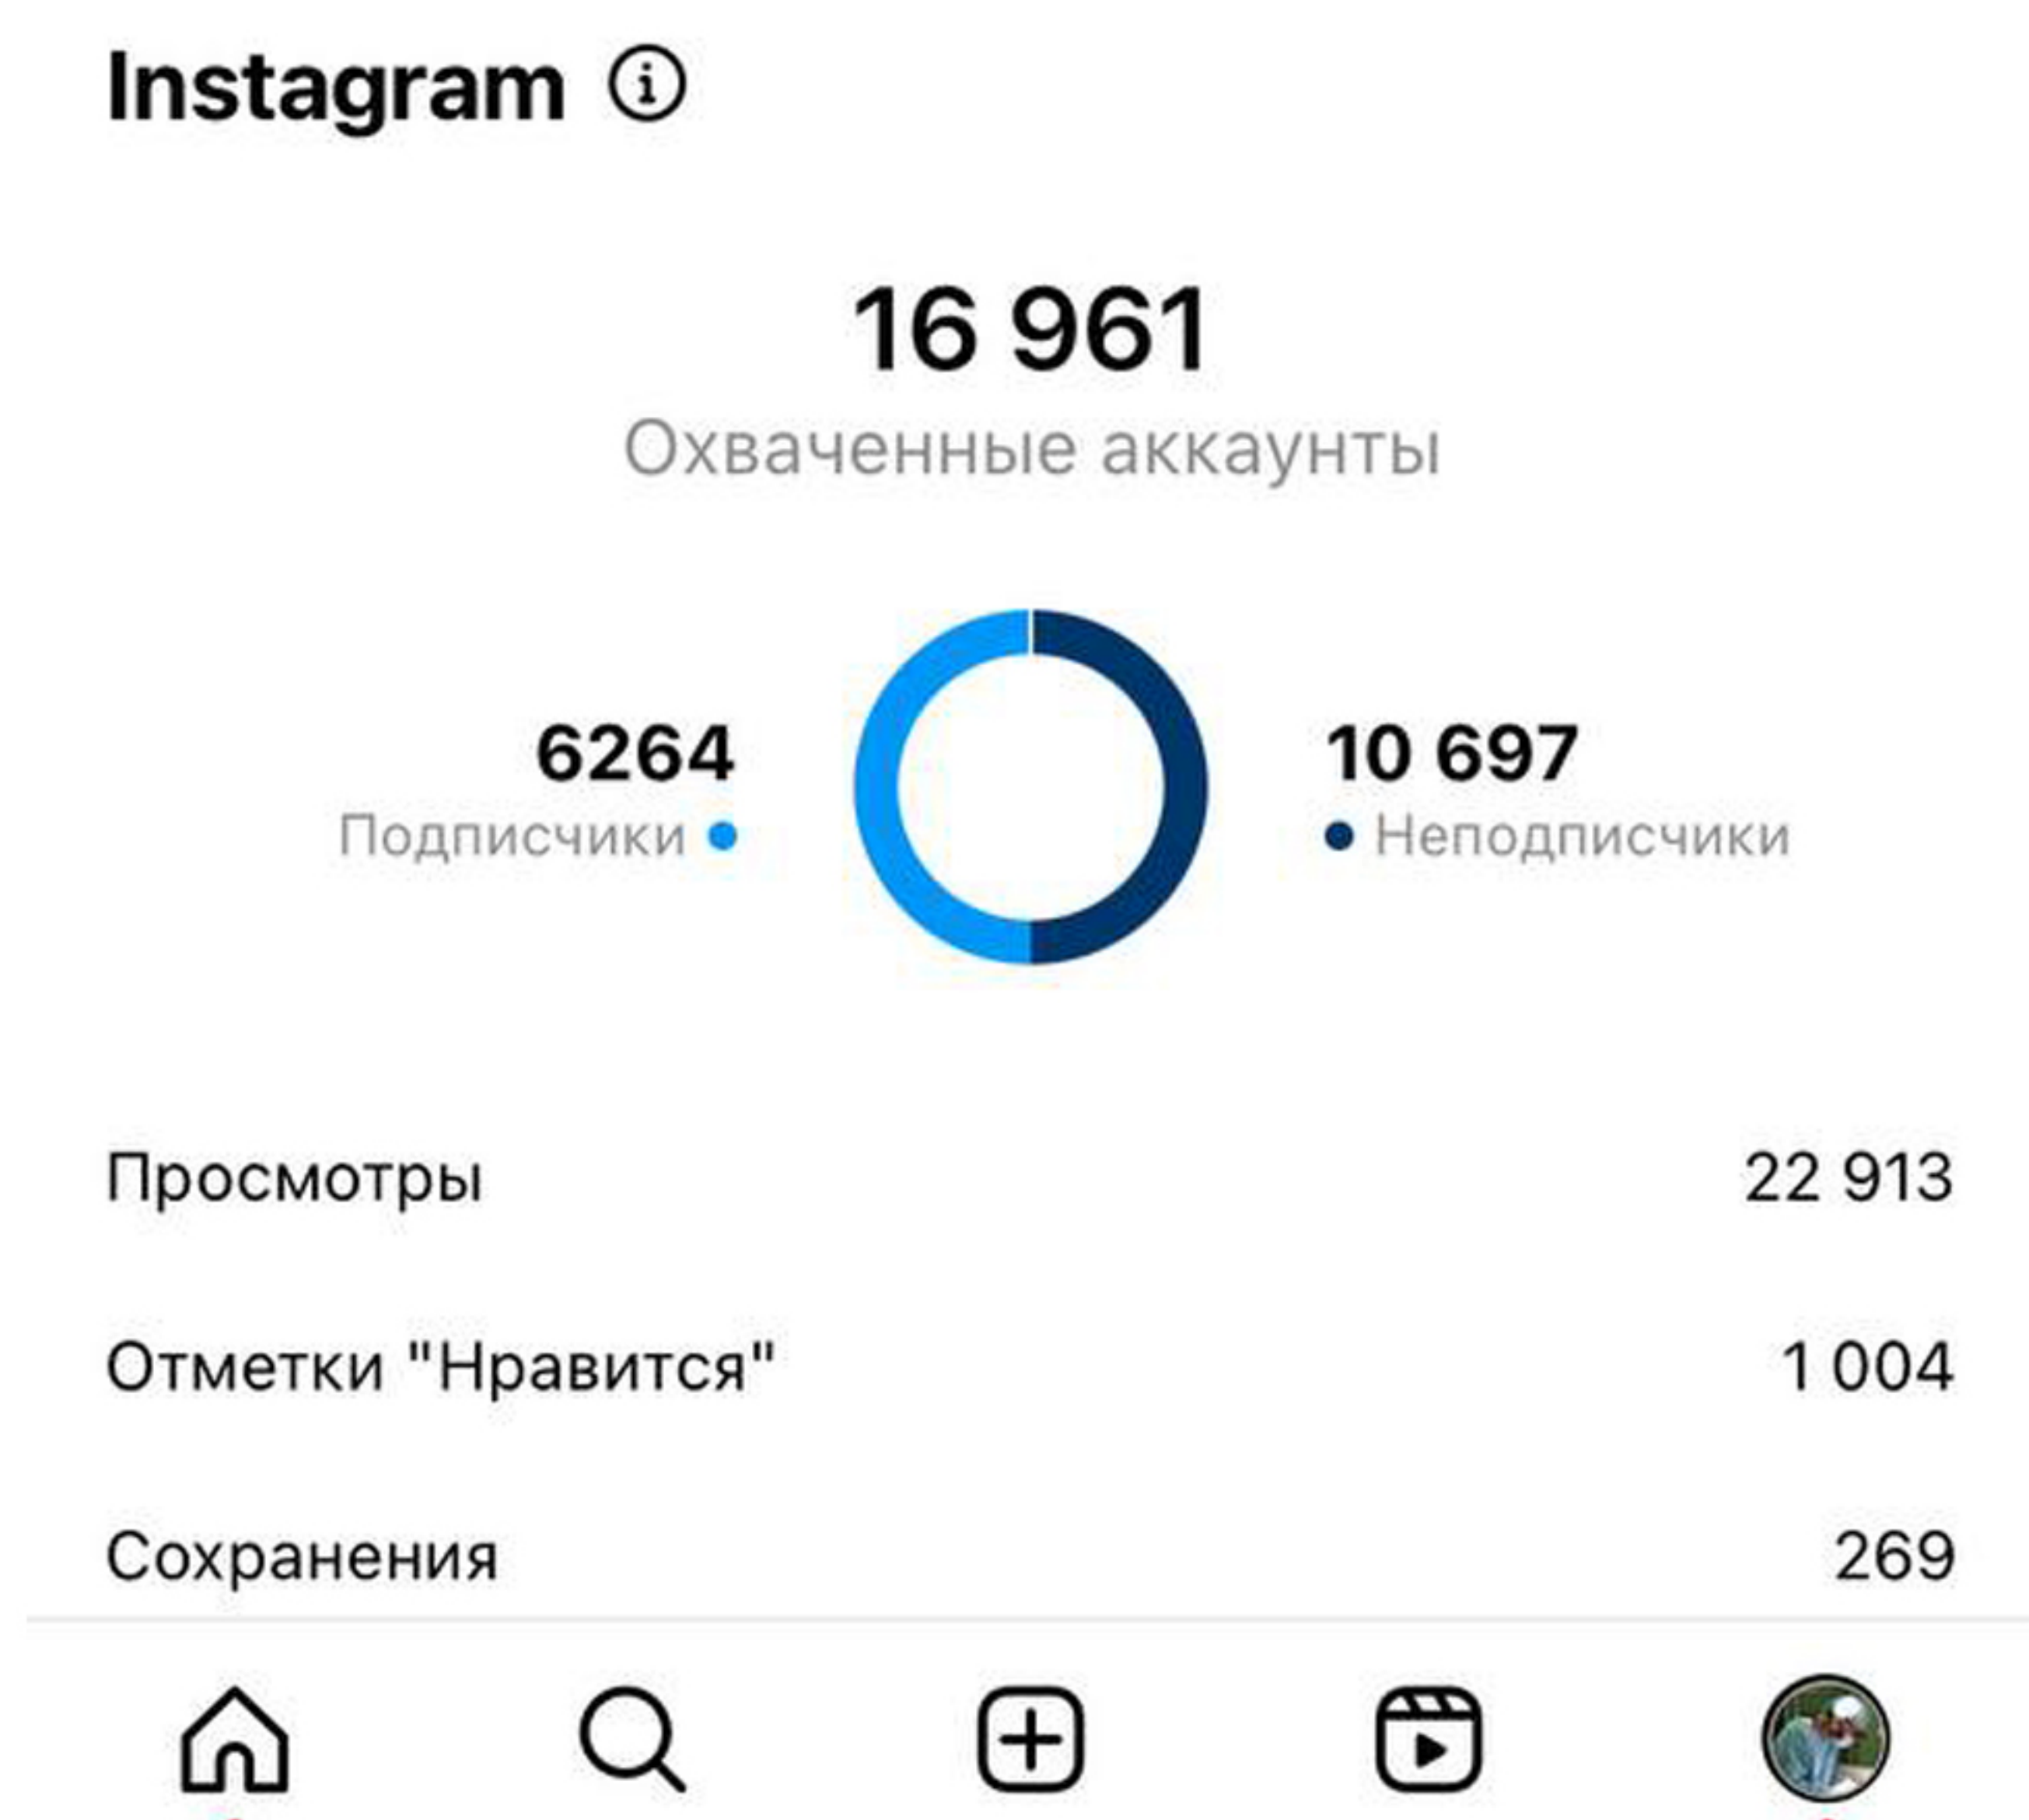 Instagram
16 961
Охваченные аккаунты
6264
Подписчики
10 697
Неподписчики
Просмотры 22 913
Отметки "Нравится" 1 004
Сохранения 269